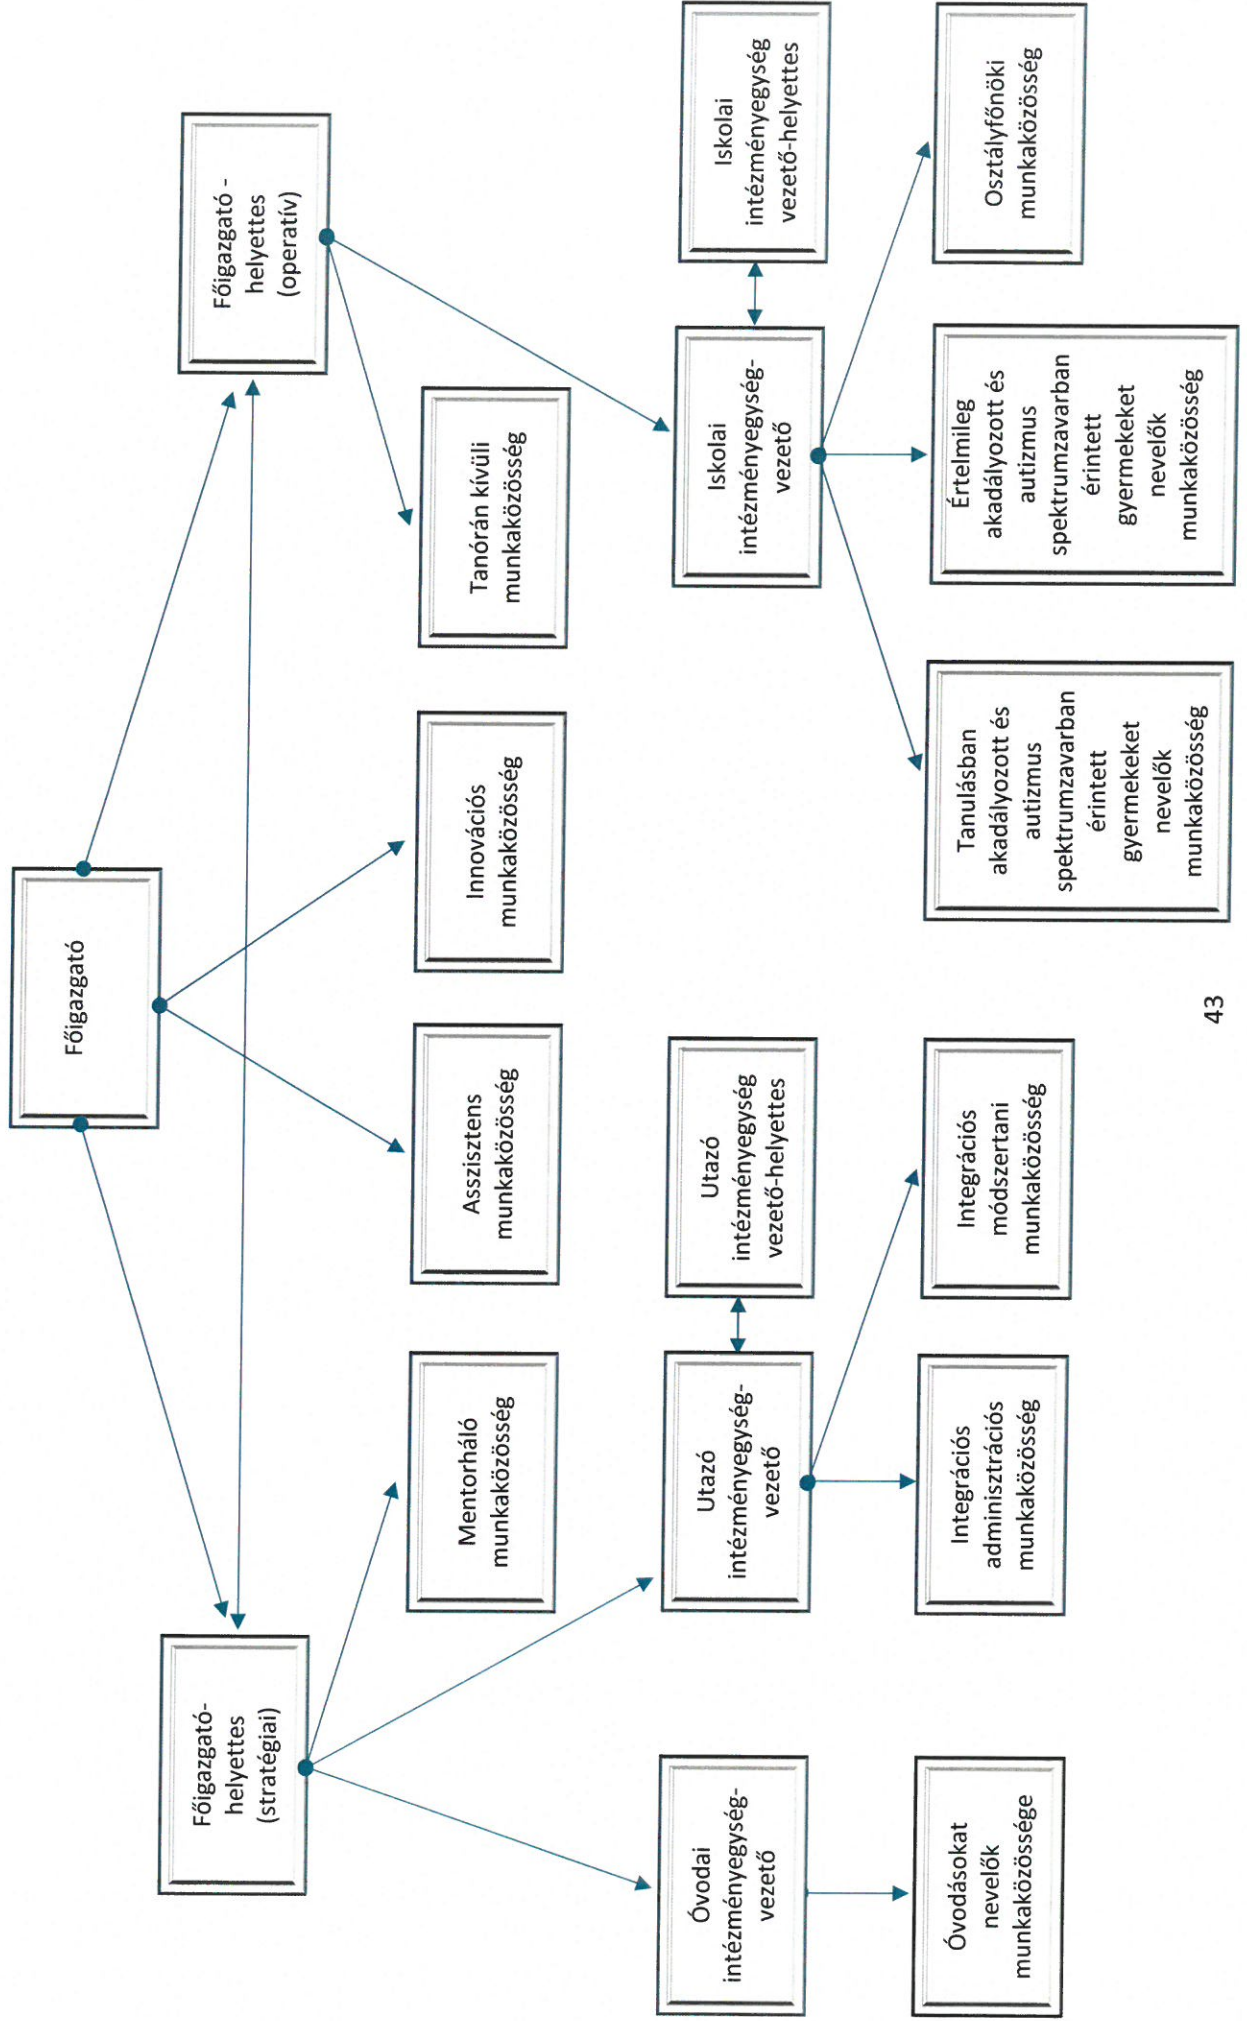 Főigazgató
Főigazgató-
helyettes
(stratégiai)
Főigazgató -
helyettes
(operatív)
Mentorháló
munkaközösség
Asszisztens
munkaközösség
Innovációs
munkaközösség
Tanórán kívüli
munkaközösség
Óvodai
intézményegység-
vezető
Utazó
intézményegység-
vezető
Utazó
intézményegység
vezető-helyettes
Iskolai
intézményegység-
vezető
Iskolai
intézményegység
vezető-helyettes
Óvodásokat
nevelők
munkaközössége
Integrációs
adminisztrációs
munkaközösség
Integrációs
módszertani
munkaközösség
Tanulásban
akadályozott és
autizmus
spektrumzavarban
érintett
gyermekeket
nevelők
munkaközösség
Értelmileg
akadályozott és
autizmus
spektrumzavarban
érintett
gyermekeket
nevelők
munkaközösség
Osztályfőnöki
munkaközösség
43